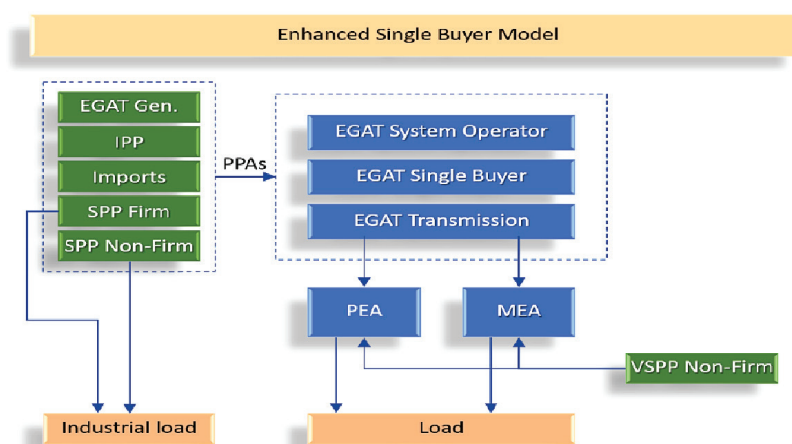 Enhanced Single Buyer Model
EGAT Gen.
IPP
Imports
SPP Firm
SPP Non-Firm
PPAs
EGAT System Operator
EGAT Single Buyer
EGAT Transmission
PEA
MEA
VSPP Non-Firm
Industrial load
Load